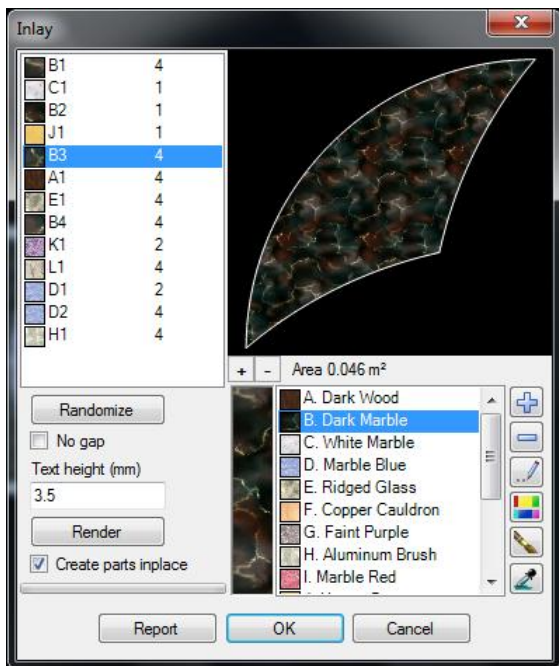 Inlay
B1 4
C1 1
B2 1
J1 1
B3 4
A1 4
E1 4
B4 4
K1 2
L1 4
D1 2
D2 4
H1 4
+ - Area 0.046 m²
Randomize
No gap
Text height (mm)
3.5
Render
Create parts inplace
A. Dark Wood
B. Dark Marble
C. White Marble
D. Marble Blue
E. Ridged Glass
F. Copper Cauldron
G. Faint Purple
H. Aluminum Brush
I. Marble Red
Report OK Cancel